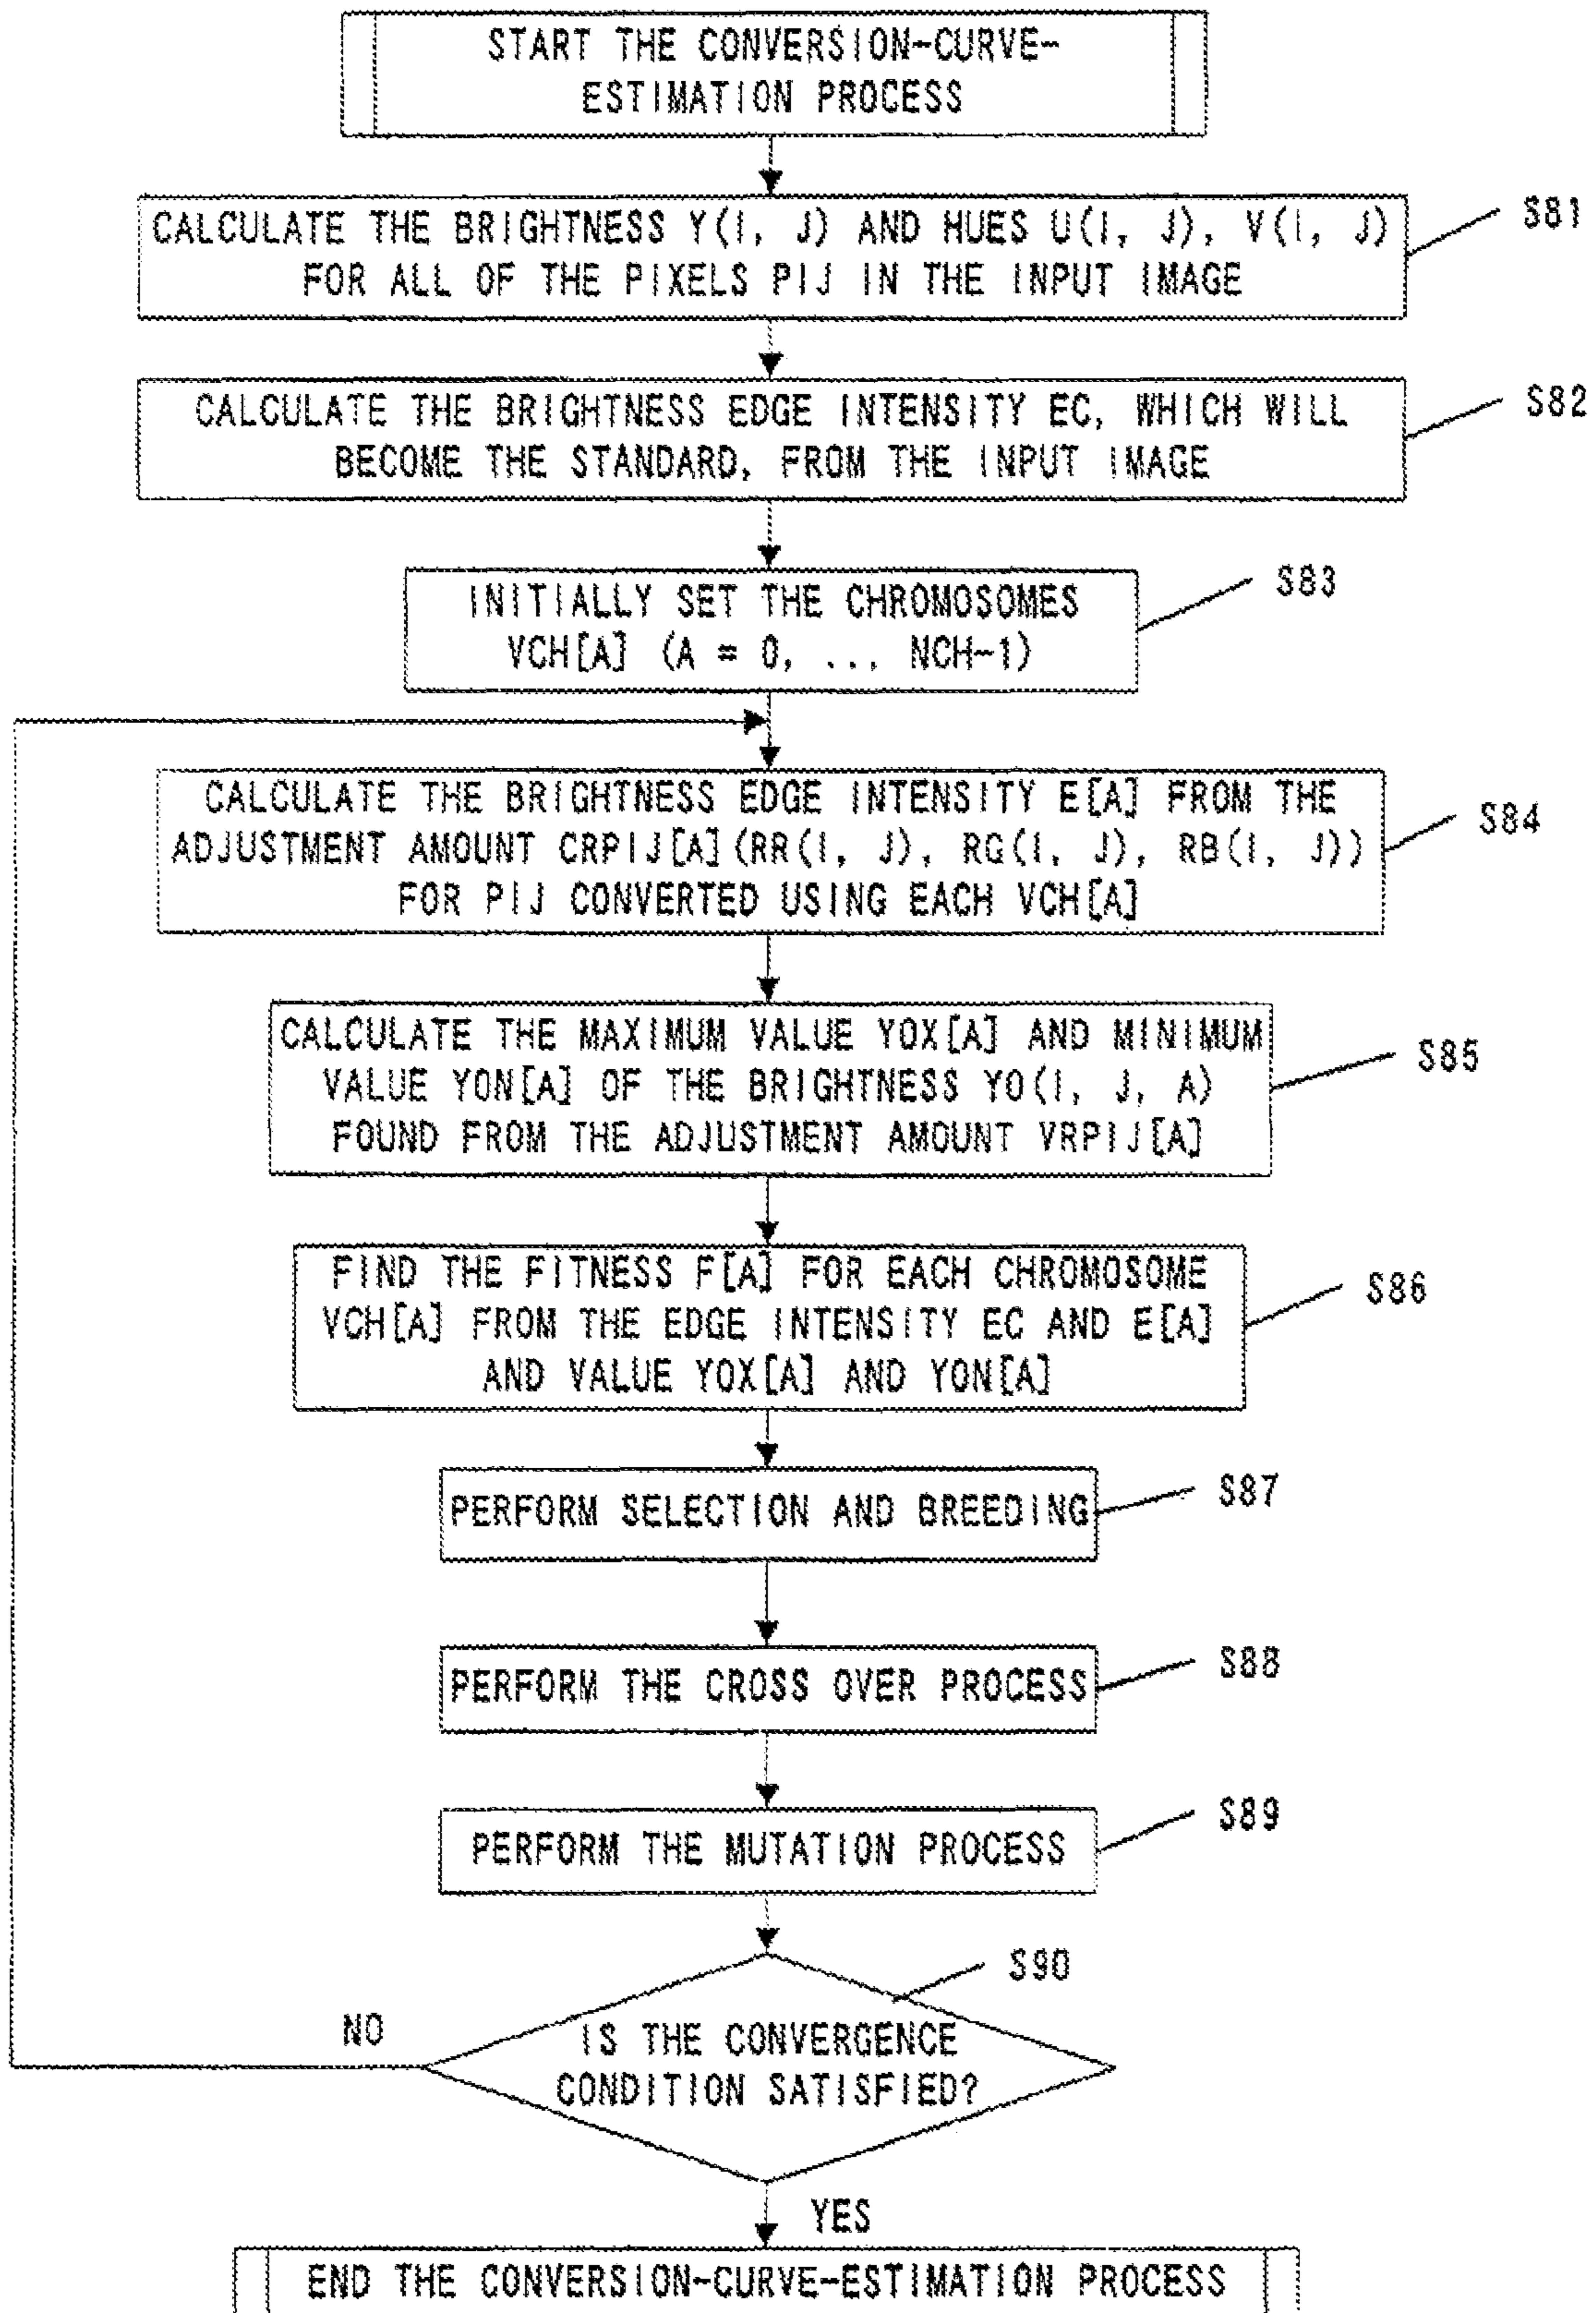 START THE CONVERSION-CURVE-
ESTIMATION PROCESS
CALCULATE THE BRIGHTNESS Y(I, J) AND HUES U(I, J), V(I, J)
FOR ALL OF THE PIXELS PIJ IN THE INPUT IMAGE
S81
CALCULATE THE BRIGHTNESS EDGE INTENSITY EC, WHICH WILL
BECOME THE STANDARD, FROM THE INPUT IMAGE
S82
INITIALLY SET THE CHROMOSOMES
VCH[A] (A = 0, ... NCH-1)
S83
CALCULATE THE BRIGHTNESS EDGE INTENSITY E[A] FROM THE
ADJUSTMENT AMOUNT CRPIJ[A](RR(I, J), RG(I, J), RB(I, J))
FOR PIJ CONVERTED USING EACH VCH[A]
S84
CALCULATE THE MAXIMUM VALUE YOX[A] AND MINIMUM
VALUE YON[A] OF THE BRIGHTNESS YO(I, J, A)
FOUND FROM THE ADJUSTMENT AMOUNT VRPIJ[A]
S85
FIND THE FITNESS F[A] FOR EACH CHROMOSOME
VCH[A] FROM THE EDGE INTENSITY EC AND E[A]
AND VALUE YOX[A] AND YON[A]
S86
PERFORM SELECTION AND BREEDING
S87
PERFORM THE CROSS OVER PROCESS
S88
PERFORM THE MUTATION PROCESS
S89
S90
NO
IS THE CONVERGENCE
CONDITION SATISFIED?
YES
END THE CONVERSION-CURVE-ESTIMATION PROCESS